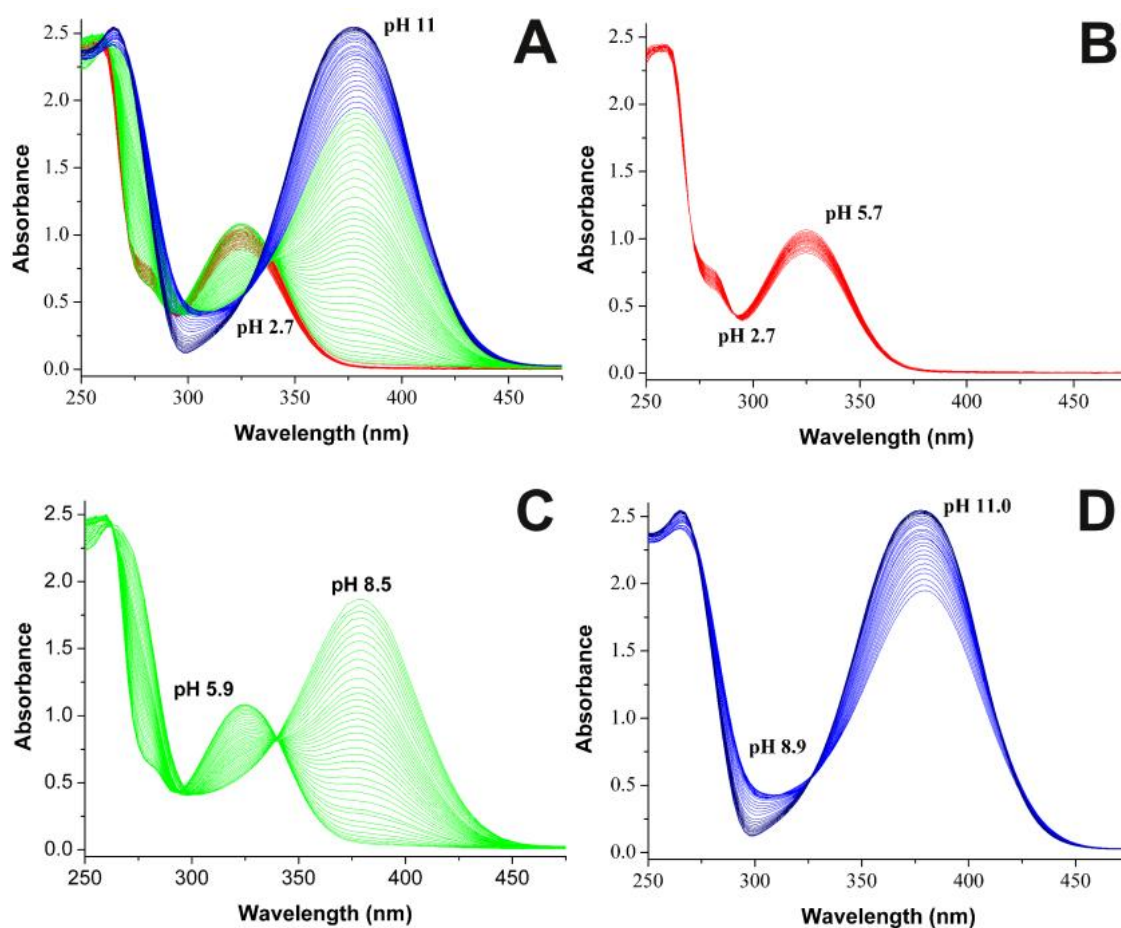 A
pH 11
pH 2.7
2.5
2.0
1.5
1.0
0.5
0.0
250 300 350 400 450
Absorbance
Wavelength (nm)
B
pH 5.7
pH 2.7
2.5
2.0
1.5
1.0
0.5
0.0
250 300 350 400 450
Absorbance
Wavelength (nm)
C
pH 8.5
pH 5.9
2.5
2.0
1.5
1.0
0.5
0.0
250 300 350 400 450
Absorbance
Wavelength (nm)
D
pH 11.0
pH 8.9
2.5
2.0
1.5
1.0
0.5
0.0
250 300 350 400 450
Absorbance
Wavelength (nm)